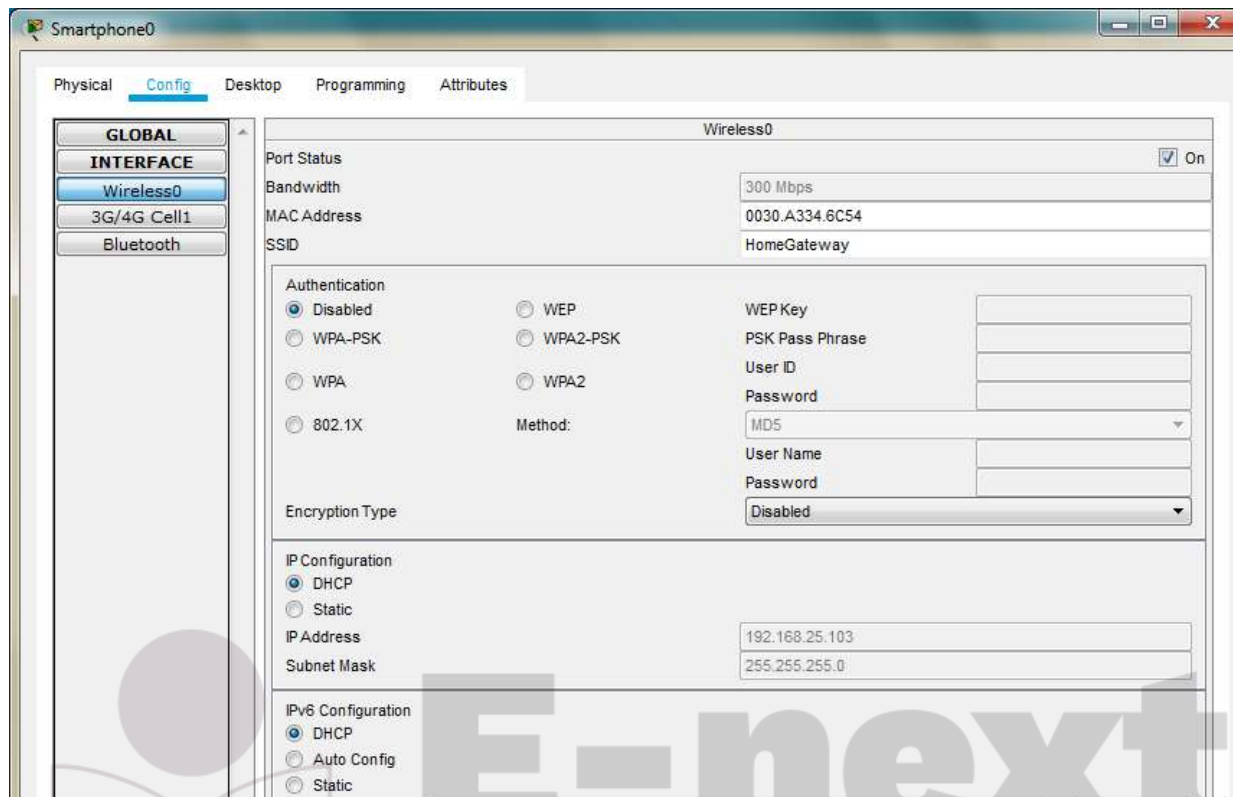 Smartphone0
Physical Config Desktop Programming Attributes
GLOBAL
INTERFACE
Wireless0
3G/4G Cell1
Bluetooth
Wireless0
Port Status On
Bandwidth 300 Mbps
MAC Address 0030.A334.6C54
SSID HomeGateway
Authentication
Disabled WEP WEP Key
WPA-PSK WPA2-PSK PSK Pass Phrase
User ID
WPA WPA2
Password
802.1X Method: MD5
User Name
Password
Encryption Type Disabled
IP Configuration
DHCP
Static
IP Address 192.168.25.103
Subnet Mask 255.255.255.0
IPv6 Configuration
DHCP
Auto Config
Static
E-next